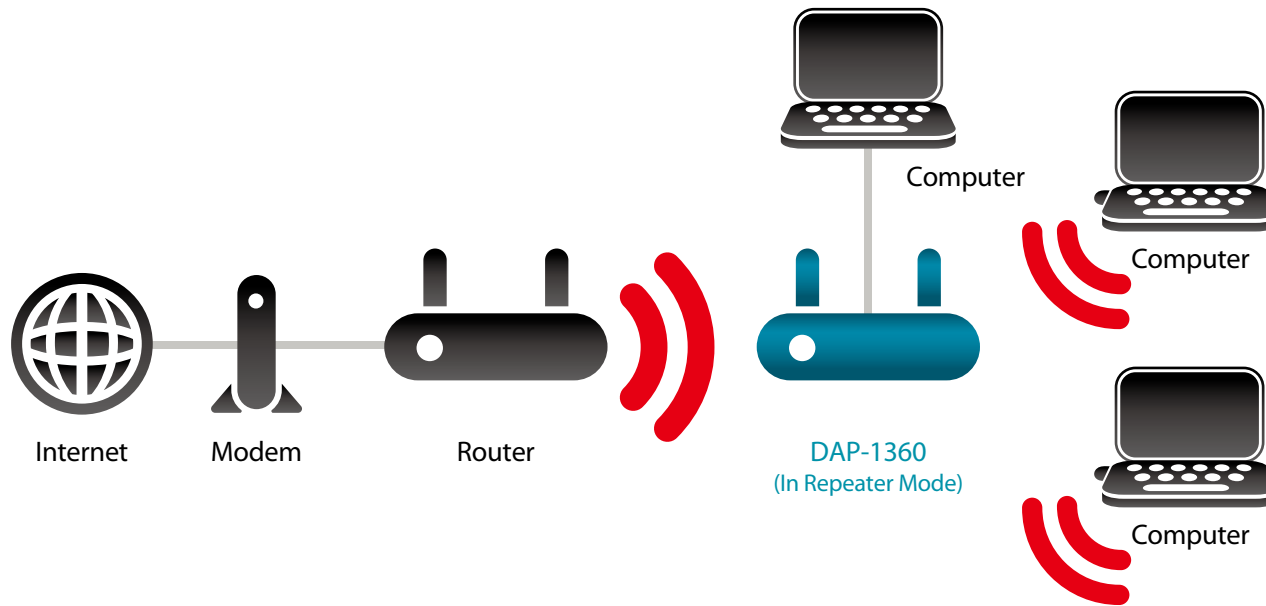 Computer
Computer
Internet
Modem
Router
DAP-1360
(In Repeater Mode)
Computer